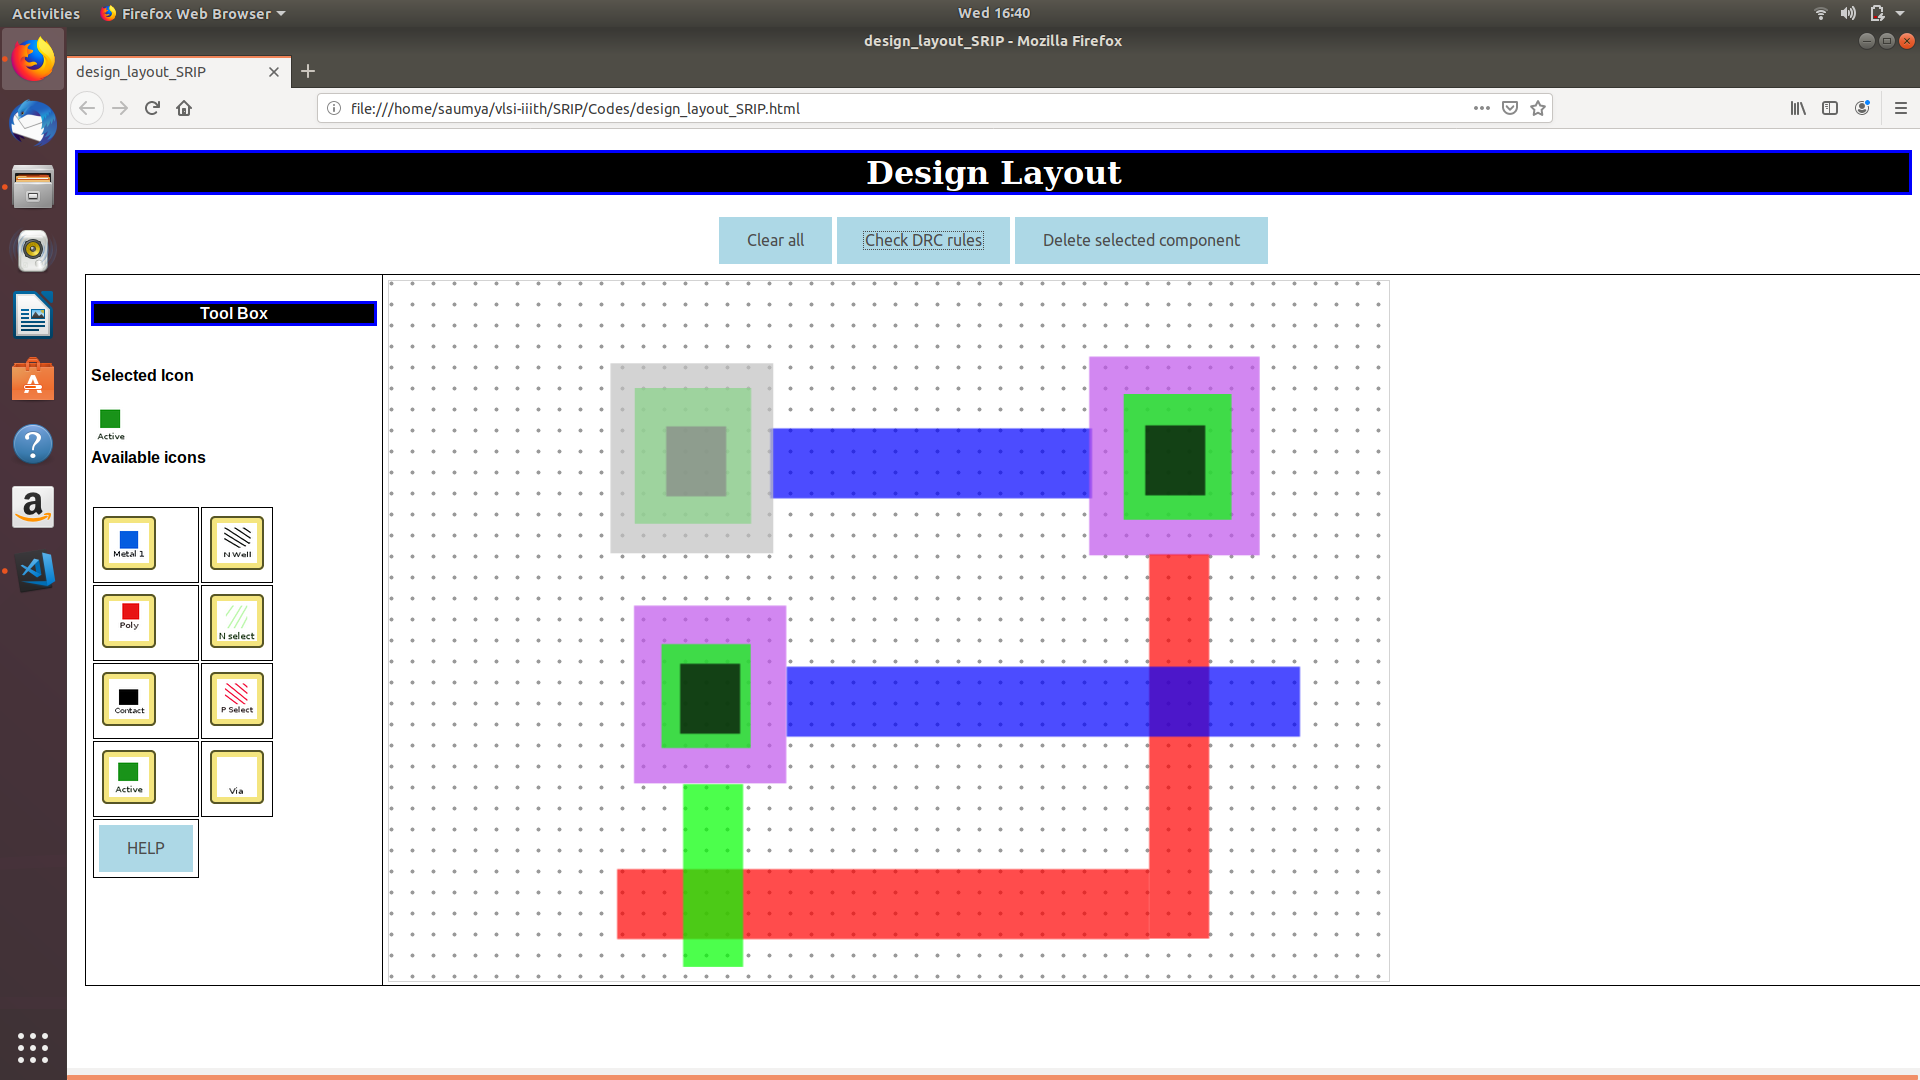 Activities Firefox Web Browser Wed 16:40
design_layout_SRIP - Mozilla Firefox
design_layout_SRIP
file:///home/saumya/vlsi-iiith/SRIP/Codes/design_layout_SRIP.html
Design Layout
Clear all Check DRC rules Delete selected component
Tool Box
Selected Icon
Active
Available icons
Metal 1 N Well
Poly N select
Contact P Select
Active Via
HELP